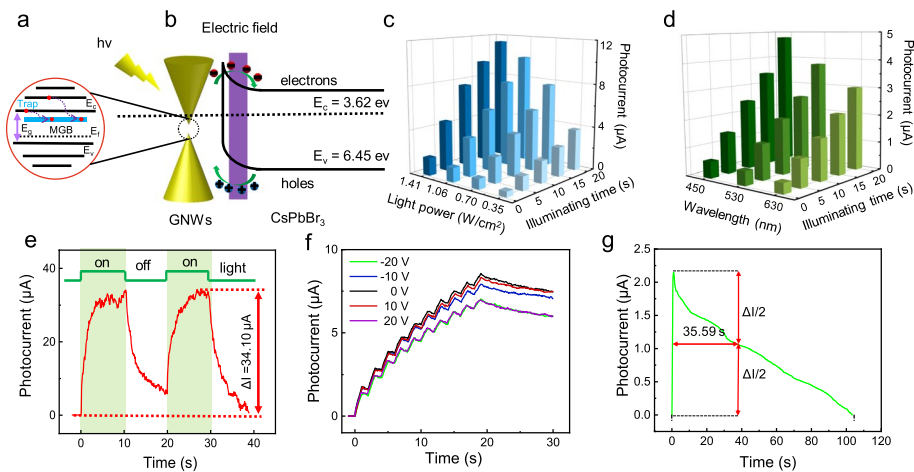 a
hv
Trap
E_c
E_g
MGB
E_f
E_v
b
Electric field
electrons
E_c = 3.62 ev
E_v = 6.45 ev
holes
GNWs
CsPbBr_3
c
Photocurrent (μA)
12
8
4
0
1.41
1.06
0.70
0.35
Light power (W/cm²)
0
5
10
15
20
Illuminating time (s)
d
Photocurrent (μA)
5
4
3
2
1
0
450
530
630
Wavelength (nm)
0
5
10
15
20
Illuminating time (s)
e
Photocurrrent (μA)
40
20
0
on
off
on
light
ΔI =34.10 μA
0 10 20 30 40
Time (s)
f
Photocurrent (μA)
10
5
0
-20 V
-10 V
0 V
10 V
20 V
0 10 20 30
Time (s)
g
Photocurrent (μA)
2.5
2.0
1.5
1.0
0.5
0.0
35.59 s
ΔI/2
ΔI/2
0 20 40 60 80 100 120
Time (s)